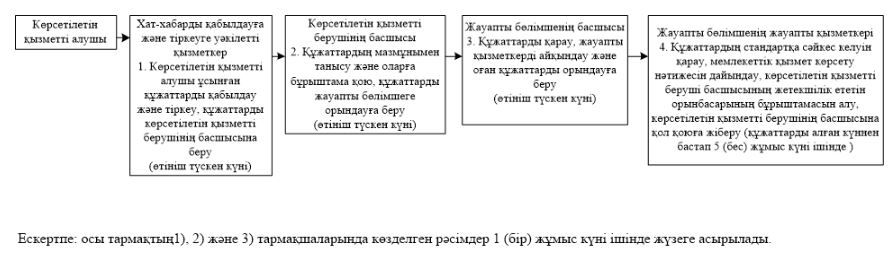 Көрсетілетін
қызметті алушы
Хат-хабарды қабылдауға
және тіркеуге уәкілетті
қызметкер
1. Көрсетілетін қызметті
алушы ұсынған
құжаттарды қабылдау
және тіркеу, құжаттарды
көрсетілетін қызметті
берушінің басшысына
беру
(өтініш түскен күні)
Көрсетілетін қызметті
берушінің басшысы
2. Құжаттардың мазмұнымен
танысу және оларға
бұрыштама қою, құжаттарды
жауапты бөлімшеге
орындауға беру
(өтініш түскен күні)
Жауапты бөлімшенің басшысы
3. Құжаттарды қарау, жауапты
қызметкерді айқындау және
оған құжаттарды орындауға
беру
(өтініш түскен күні)
Жауапты бөлімшенің жауапты қызметкері
4. Құжаттардың стандартқа сәйкес келуін
қарау, мемлекеттік қызмет көрсету
нәтижесін дайындау, көрсетілетін қызметті
беруші басшысының жетекшілік ететін
орынбасарының бұрыштамасын алу,
көрсетілетін қызметті берушінің басшысына
қол қоюға жіберу (құжаттарды алған күннен
бастап 5 (бес) жұмыс күні ішінде )
Ескертпе: осы тармақтың1), 2) және 3) тармақшаларында көзделген рәсімдер 1 (бір) жұмыс күні ішінде жүзеге асырылады.